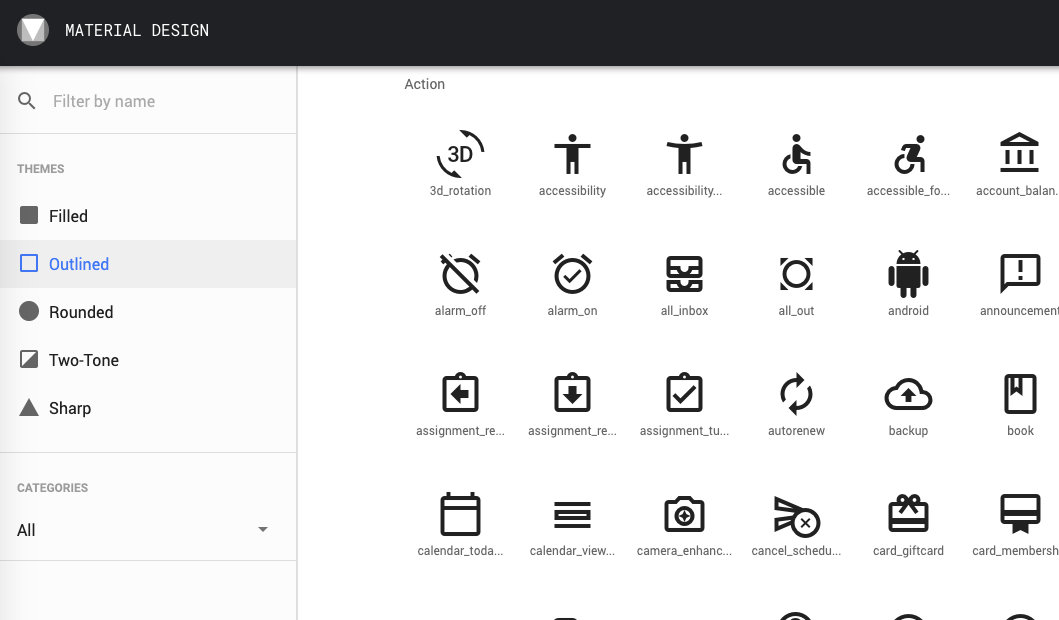 MATERIAL DESIGN
Filter by name
THEMES
Filled
Outlined
Rounded
Two-Tone
Sharp
CATEGORIES
All
Action
3D
3d_rotation accessibility accessibility... accessible accessible_fo... account_balan.
alarm_off alarm_on all_inbox all_out android announcement
assignment_re... assignment_re... assignment_tu... autorenew backup book
calendar_toda... calendar_view... camera_enhanc... cancel_schedu... card_giftcard card_membersh